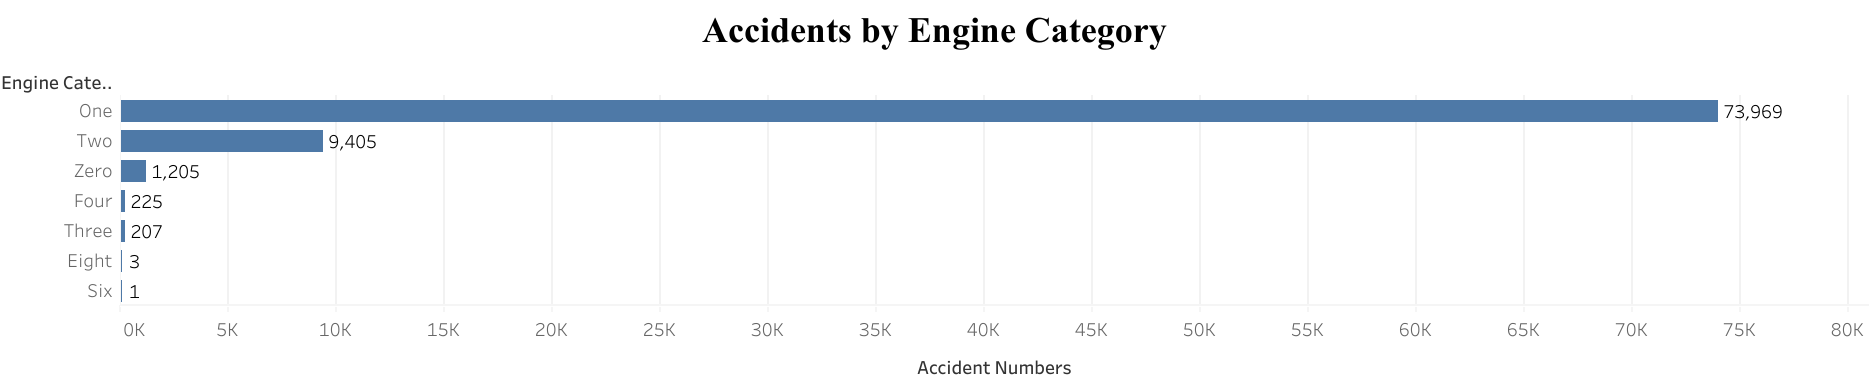 Accidents by Engine Category
Engine Cate..
One 73,969
Two 9,405
Zero 1,205
Four 225
Three 207
Eight 3
Six 1
0K 5K 10K 15K 20K 25K 30K 35K 40K 45K 50K 55K 60K 65K 70K 75K 80K
Accident Numbers